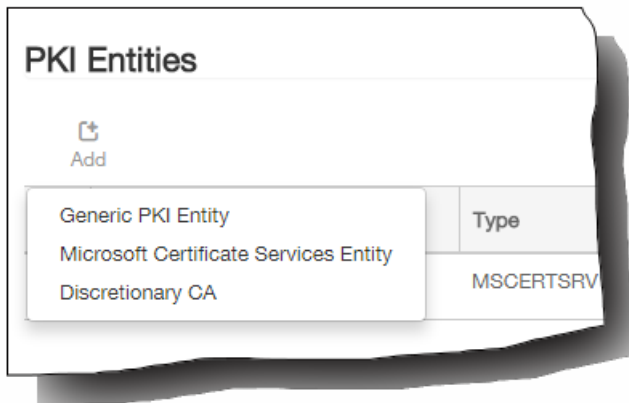 PKI Entities
Add
Generic PKI Entity
Microsoft Certificate Services Entity
Discretionary CA
Type
MSCERTSRV